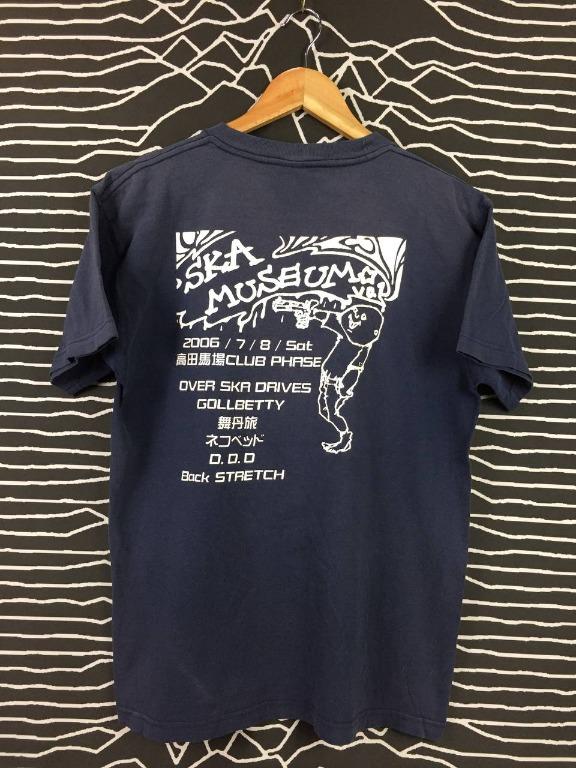 SKA
MUSEUM
2006 / 7 / 8 / Sat
高田馬場CLUB PHASE
OVER SKA DRIVES
GOLLBETTY
舞丹旅
ネコベッド
D.D.D
Back STRETCH